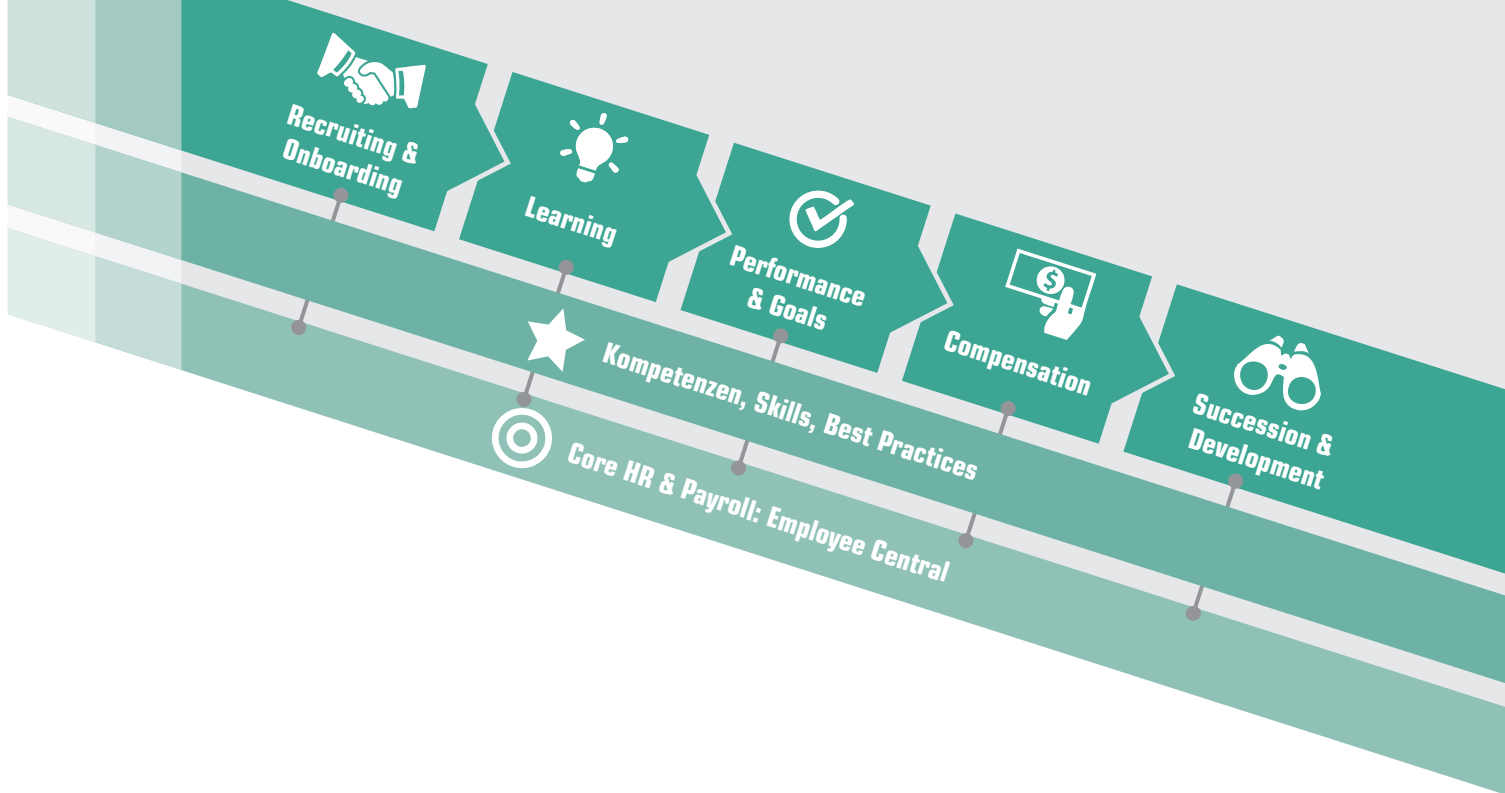 Recruiting &
Onboarding
Learning
Performance
& Goals
Compensation
$
Succession &
Development
Kompetenzen, Skills, Best Practices
Core HR & Payroll: Employee Central